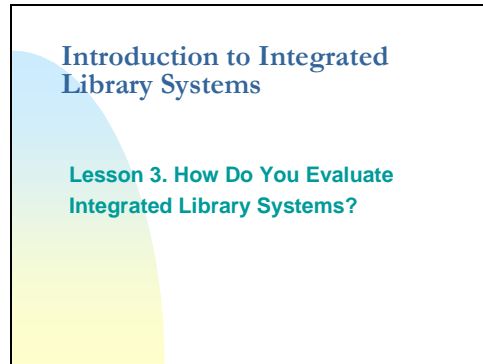 Introduction to Integrated
Library Systems
Lesson 3. How Do You Evaluate
Integrated Library Systems?